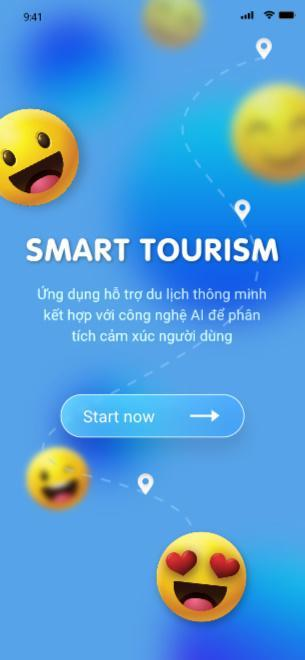 9:41
SMART TOURISM
Ứng dụng hỗ trợ du lịch thông minh
kết hợp với công nghệ AI để phân
tích cảm xúc người dùng
Start now